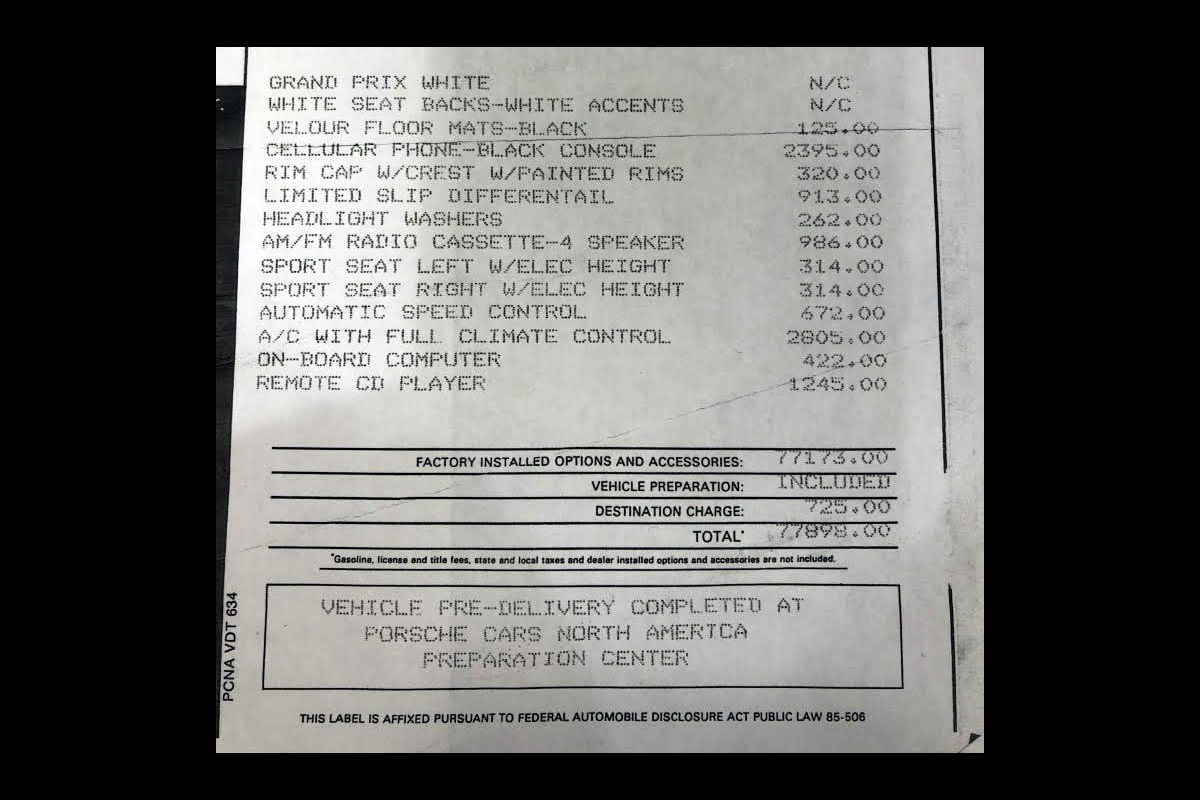 GRAND PRIX WHITE N/C
WHITE SEAT BACKS-WHITE ACCENTS N/C
VELOUR FLOOR MATS-BLACK 125.00
CELLULAR PHONE-BLACK CONSOLE 2395.00
RIM CAP W/CREST W/PAINTED RIMS 320.00
LIMITED SLIP DIFFERENTAIL 913.00
HEADLIGHT WASHERS 262.00
AM/FM RADIO CASSETTE-4 SPEAKER 986.00
SPORT SEAT LEFT W/ELEC HEIGHT 314.00
SPORT SEAT RIGHT W/ELEC HEIGHT 314.00
AUTOMATIC SPEED CONTROL 672.00
A/C WITH FULL CLIMATE CONTROL 2805.00
ON-BOARD COMPUTER 422.00
REMOTE CD PLAYER 1245.00
FACTORY INSTALLED OPTIONS AND ACCESSORIES: 77173.00
VEHICLE PREPARATION: INCLUDED
DESTINATION CHARGE: 725.00
TOTAL* 77898.00
*Gasoline, license and title fees, state and local taxes and dealer installed options and accessories are not included.
VEHICLE PRE-DELIVERY COMPLETED AT
PORSCHE CARS NORTH AMERICA
PREPARATION CENTER
PCNA VDT 634
THIS LABEL IS AFFIXED PURSUANT TO FEDERAL AUTOMOBILE DISCLOSURE ACT PUBLIC LAW 85-506